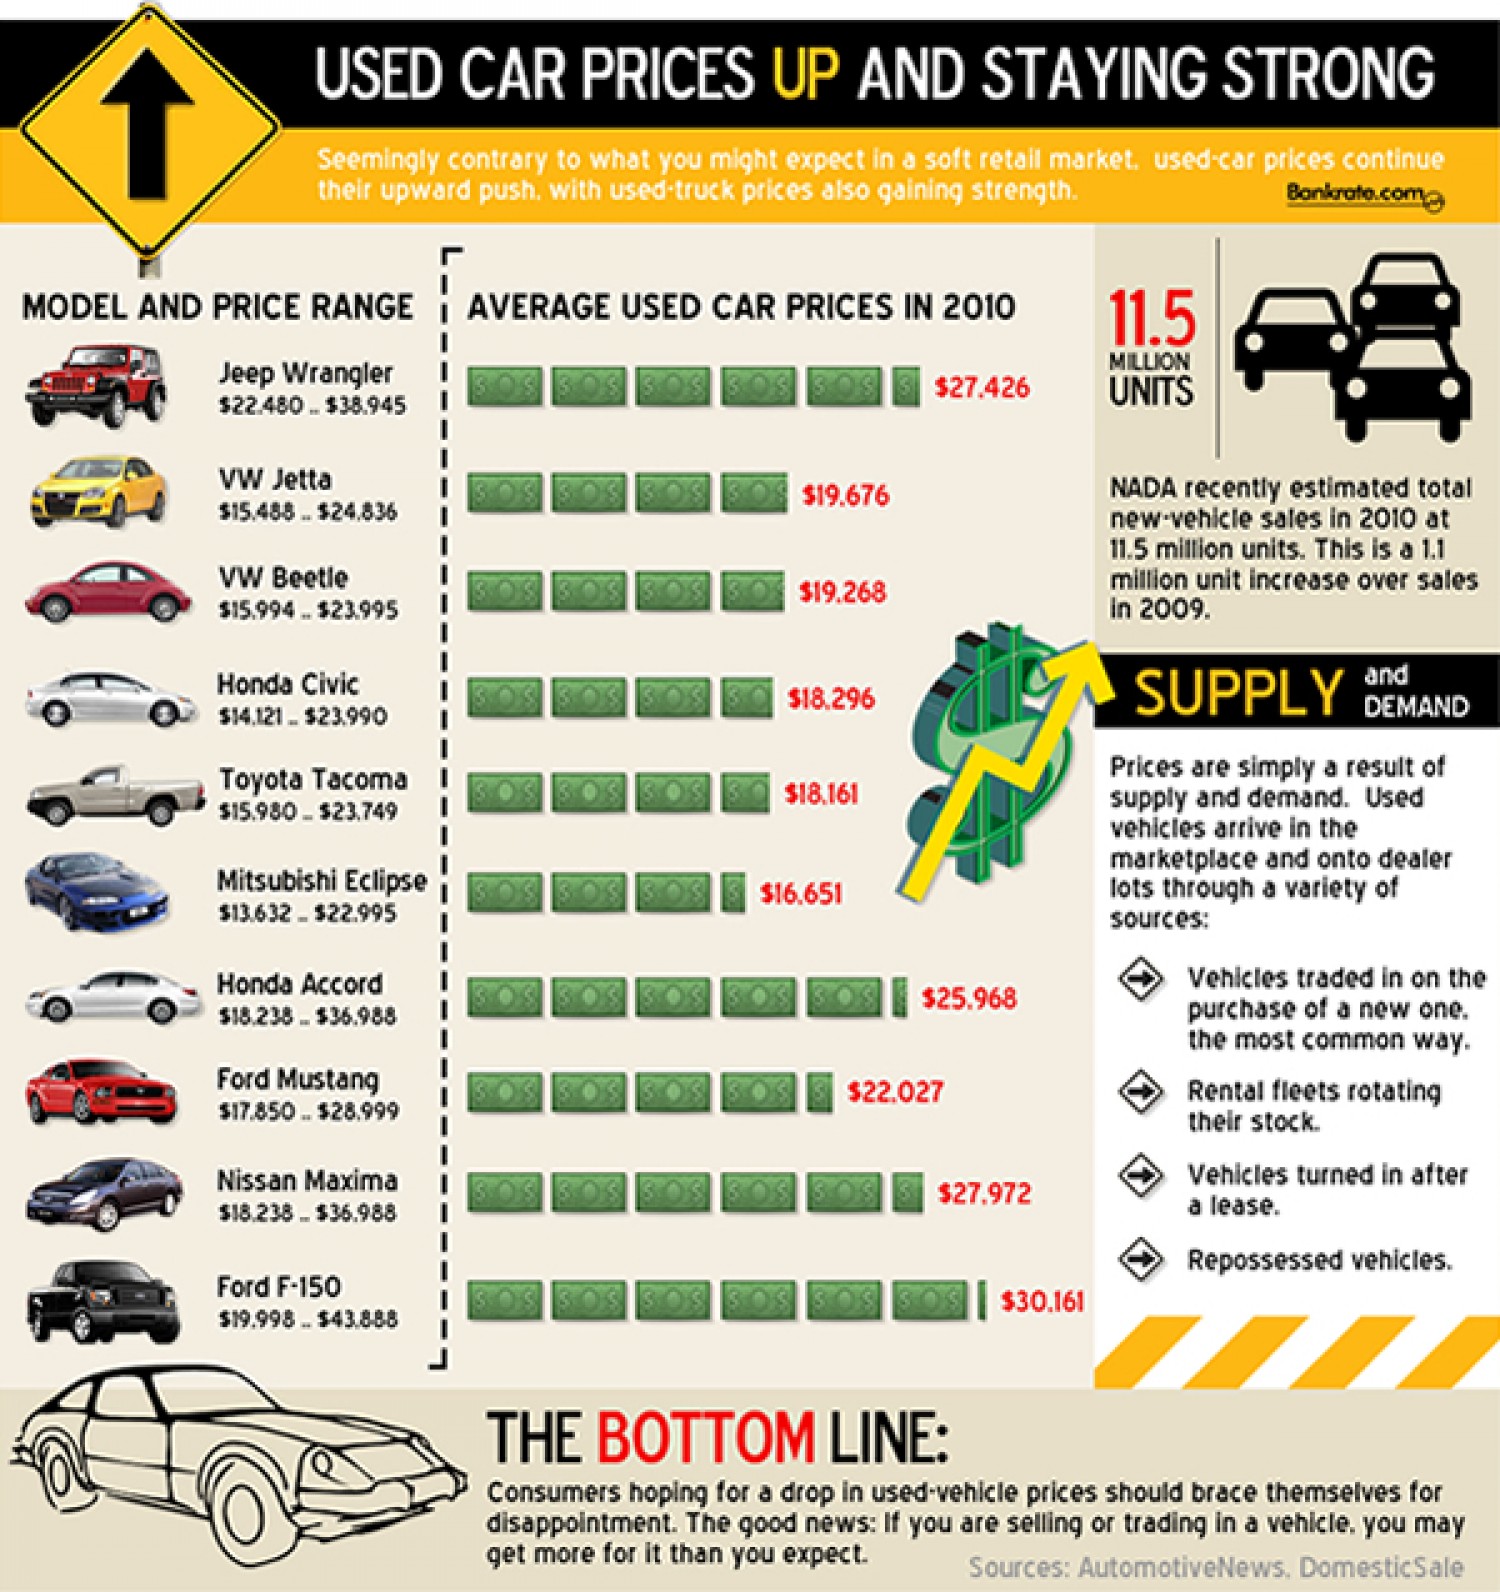 USED CAR PRICES UP AND STAYING STRONG
Seemingly contrary to what you might expect in a soft retail market. used-car prices continue
their upward push. with used-truck prices also gaining strength.
Bankrate.com
MODEL AND PRICE RANGE
AVERAGE USED CAR PRICES IN 2010
Jeep Wrangler
$22.480 .. $38.945
$27.426
VW Jetta
$15.488 .. $24.836
$19.676
VW Beetle
$15.994 .. $23.995
$19.268
Honda Civic
$14.121 .. $23.990
$18.296
Toyota Tacoma
$15.980 .. $23.749
$18.161
Mitsubishi Eclipse
$13.632 .. $22.995
$16.651
Honda Accord
$18.238 .. $36.988
$25.968
Ford Mustang
$17.850 .. $28.999
$22.027
Nissan Maxima
$18.238 .. $36.988
$27.972
Ford F-150
$19.998 .. $43.888
$30.161
11.5
MILLION
UNITS
NADA recently estimated total
new-vehicle sales in 2010 at
11.5 million units. This is a 1.1
million unit increase over sales
in 2009.
SUPPLY and
DEMAND
Prices are simply a result of
supply and demand. Used
vehicles arrive in the
marketplace and onto dealer
lots through a variety of
sources:
Vehicles traded in on the
purchase of a new one.
the most common way.
Rental fleets rotating
their stock.
Vehicles turned in after
a lease.
Repossessed vehicles.
THE BOTTOM LINE:
Consumers hoping for a drop in used-vehicle prices should brace themselves for
disappointment. The good news: If you are selling or trading in a vehicle. you may
get more for it than you expect.
Sources: AutomotiveNews. DomesticSale